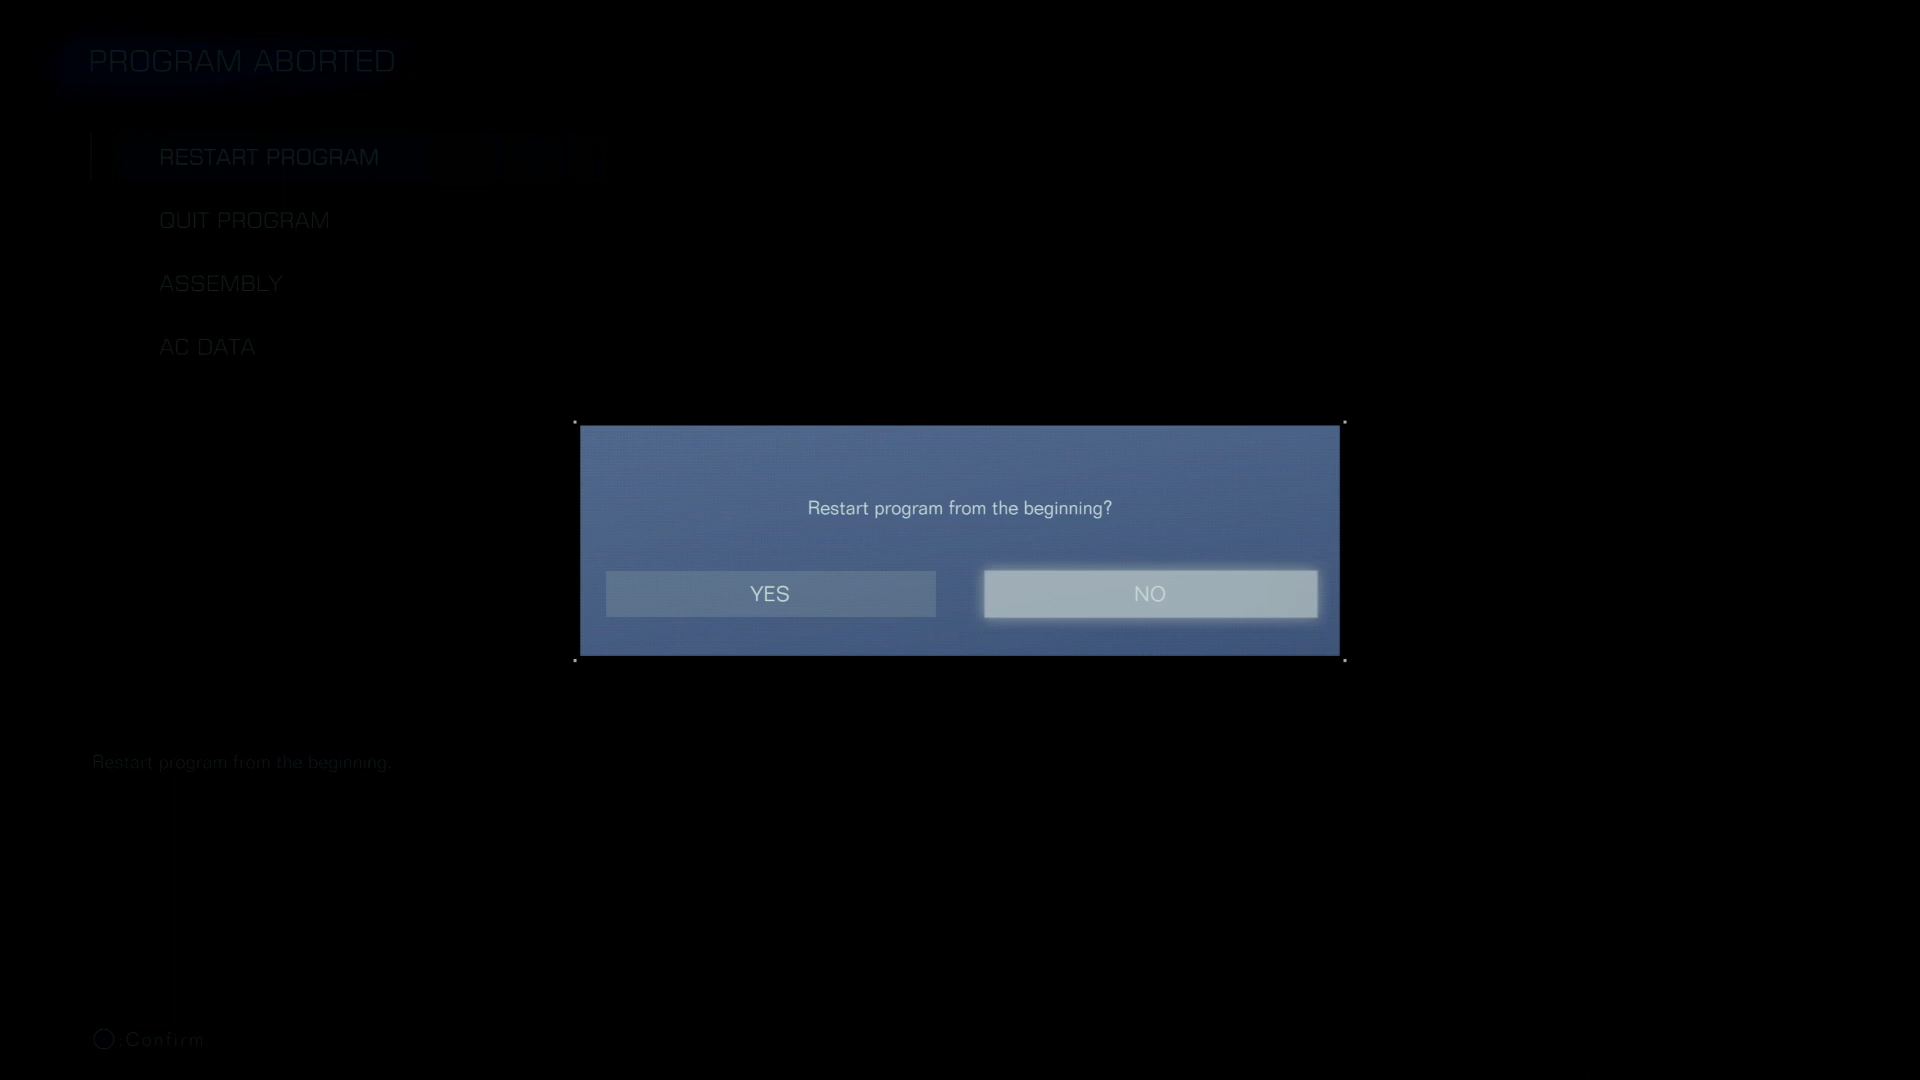 PROGRAM ABORTED
RESTART PROGRAM
QUIT PROGRAM
ASSEMBLY
AC DATA
Restart program from the beginning?
YES
NO
Restart program from the beginning.
:Confirm